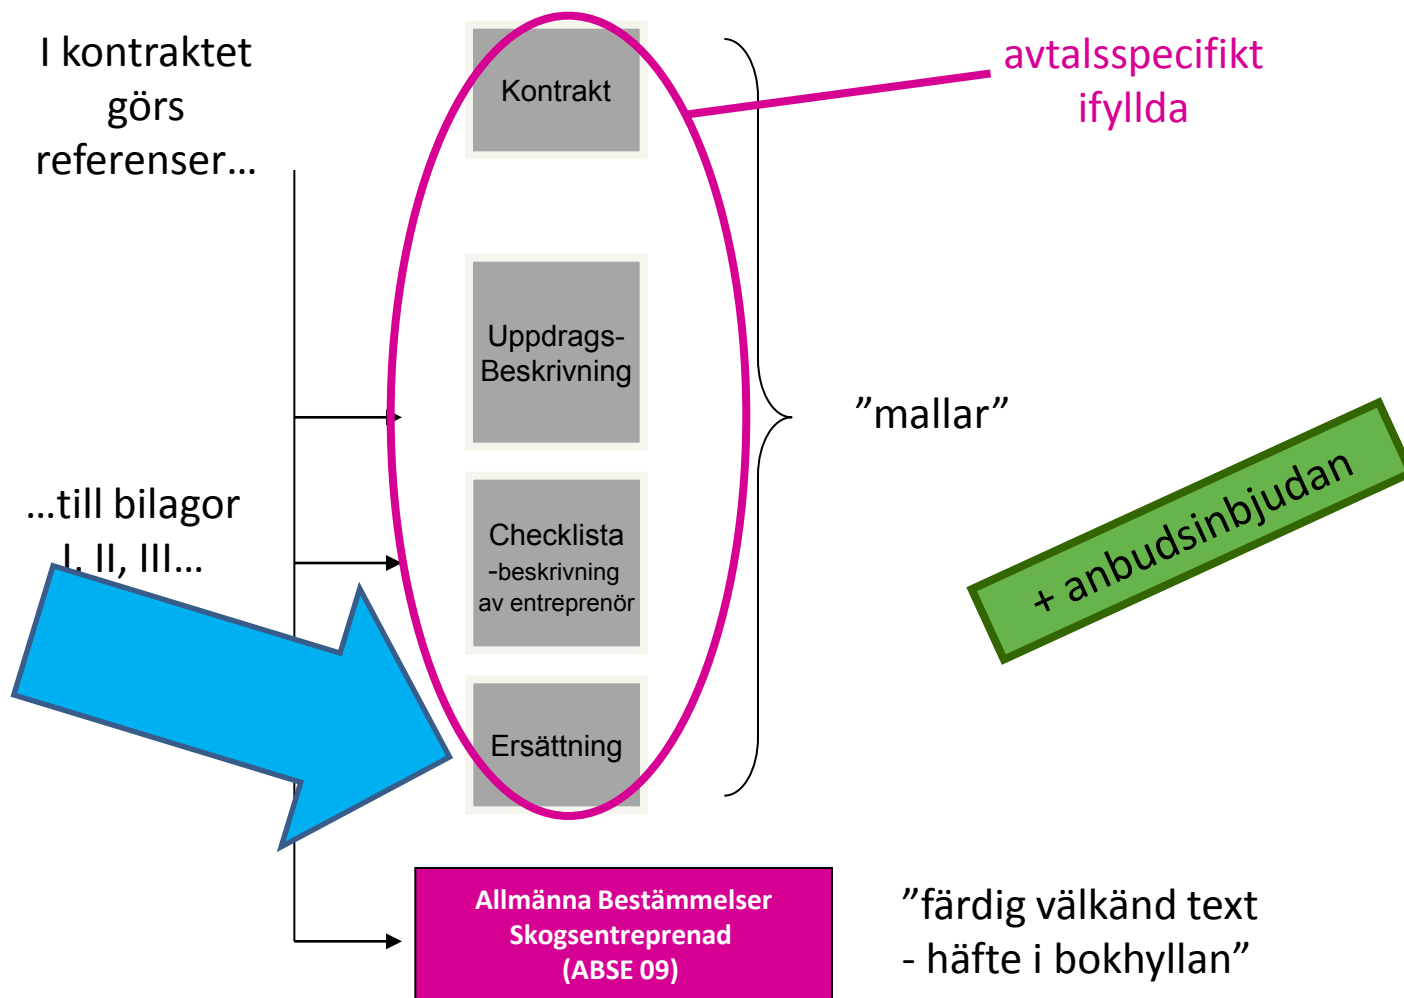 I kontraktet
görs
referenser…
Kontrakt
avtalsspecifikt
ifyllda
Uppdrags-
Beskrivning
”mallar”
…till bilagor
I, II, III…
Checklista
-beskrivning
av entreprenör
+ anbudsinbjudan
Ersättning
Allmänna Bestämmelser
Skogsentreprenad
(ABSE 09)
”färdig välkänd text
- häfte i bokhyllan”